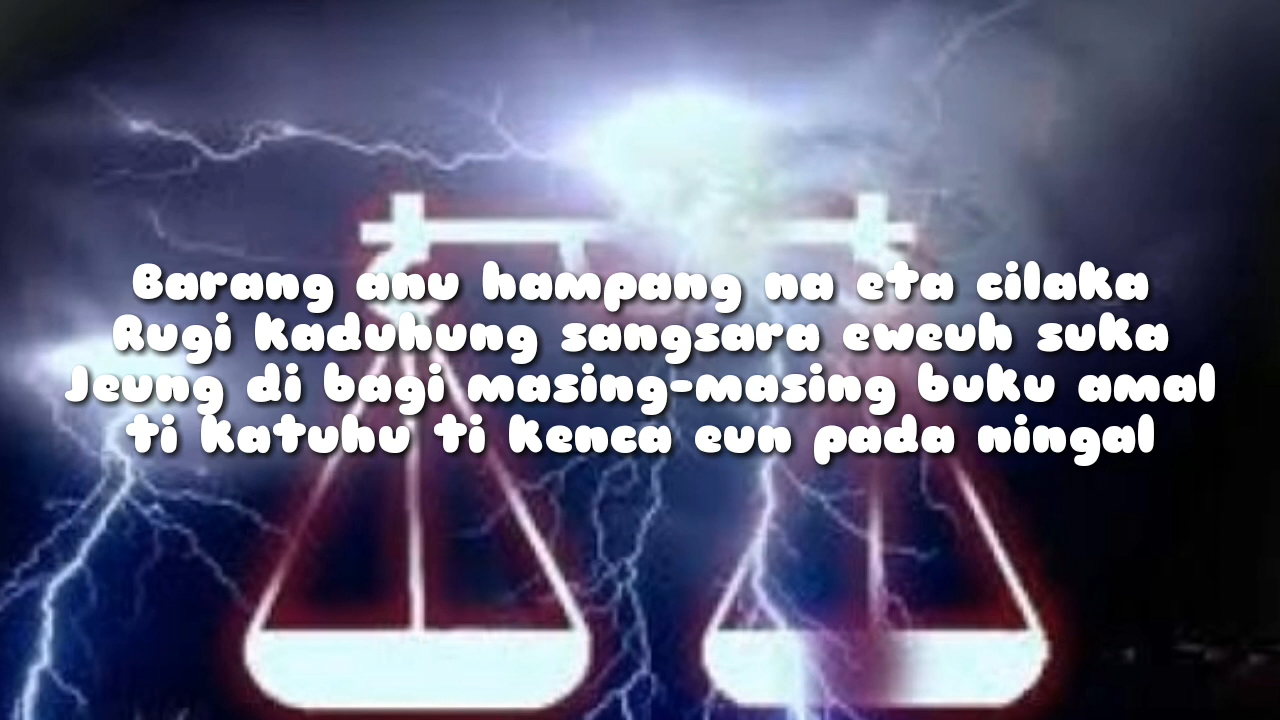 Barang anu hampang na eta cilaka
Rugi kaduhung sangsara eweuh suka
Jeung di bagi masing-masing buku amal
ti katuhu ti kenca eun pada ningal